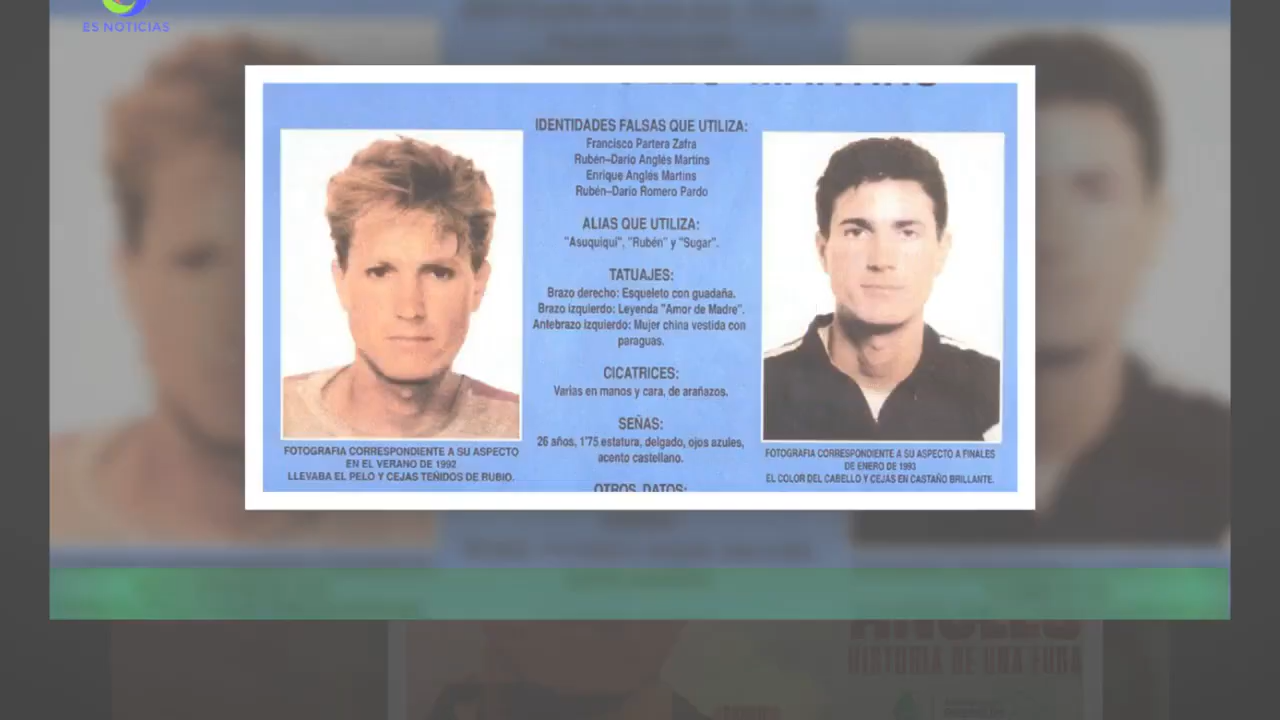 ES NOTICIAS
IDENTIDADES FALSAS QUE UTILIZA:
Francisco Partera Zafra
Rubén–Darío Anglés Martins
Enrique Anglés Martins
Rubén–Darío Romero Pardo
ALIAS QUE UTILIZA:
"Asuquiqui", "Rubén" y "Sugar".
TATUAJES:
Brazo derecho: Esqueleto con guadaña.
Brazo izquierdo: Leyenda "Amor de Madre".
Antebrazo izquierdo: Mujer china vestida con
paraguas.
CICATRICES:
Varias en manos y cara, de arañazos.
SEÑAS:
26 años, 1'75 estatura, delgado, ojos azules,
acento castellano.
OTROS DATOS:
FOTOGRAFIA CORRESPONDIENTE A SU ASPECTO
EN EL VERANO DE 1992
LLEVABA EL PELO Y CEJAS TEÑIDOS DE RUBIO.
FOTOGRAFIA CORRESPONDIENTE A SU ASPECTO A FINALES
DE ENERO DE 1993
EL COLOR DEL CABELLO Y CEJAS EN CASTAÑO BRILLANTE.
HISTORIA DE UNA FUGA